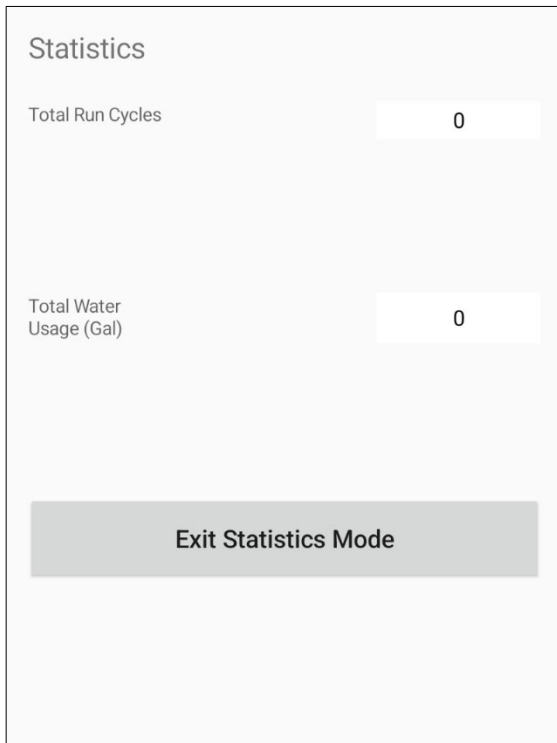 Statistics
Total Run Cycles
0
Total Water
Usage (Gal)
0
Exit Statistics Mode